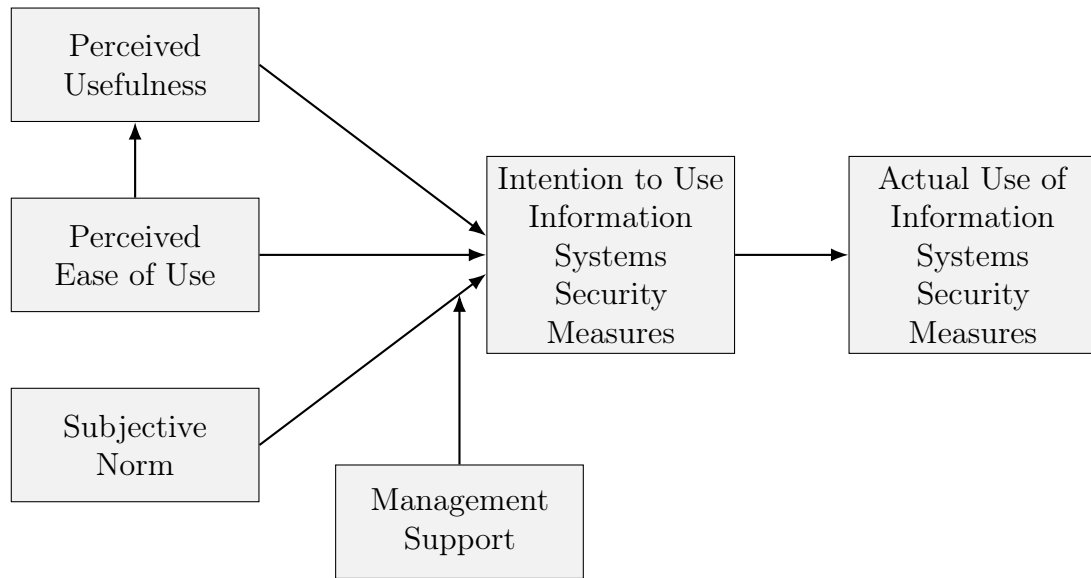 Perceived
Usefulness
Perceived
Ease of Use
Subjective
Norm
Management
Support
Intention to Use
Information
Systems
Security
Measures
Actual Use of
Information
Systems
Security
Measures